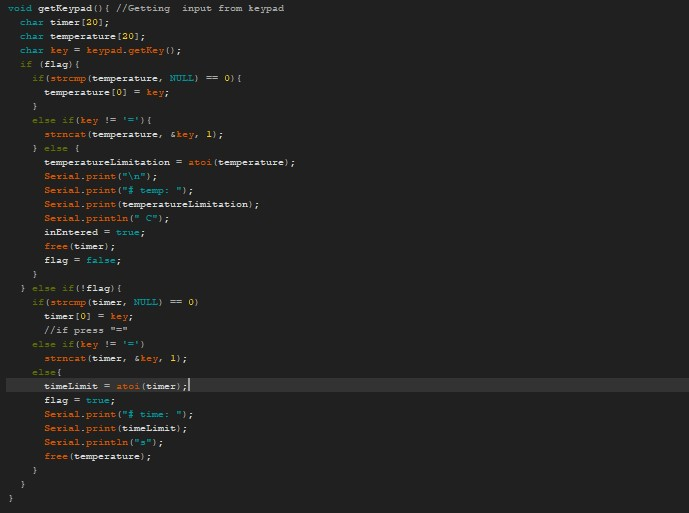 void getKeypad(){ //Getting  input from keypad
  char timer[20];
  char temperature[20];
  char key = keypad.getKey();
  if (flag){
    if(strcmp(temperature, NULL) == 0){
      temperature[0] = key;
    }
    else if(key != '='){
      strncat(temperature, &key, 1);
    } else {
      temperatureLimitation = atoi(temperature);
      Serial.print("\n");
      Serial.print("# temp: ");
      Serial.print(temperatureLimitation);
      Serial.println(" C");
      inEntered = true;
      free(timer);
      flag = false;
    }
  } else if(!flag){
    if(strcmp(timer, NULL) == 0)
      timer[0] = key;
      //if press "="
    else if(key != '=')
      strncat(timer, &key, 1);
    else{
      timeLimit = atoi(timer);
      flag = true;
      Serial.print("# time: ");
      Serial.print(timeLimit);
      Serial.println("s");
      free(temperature);
    }
  }
}